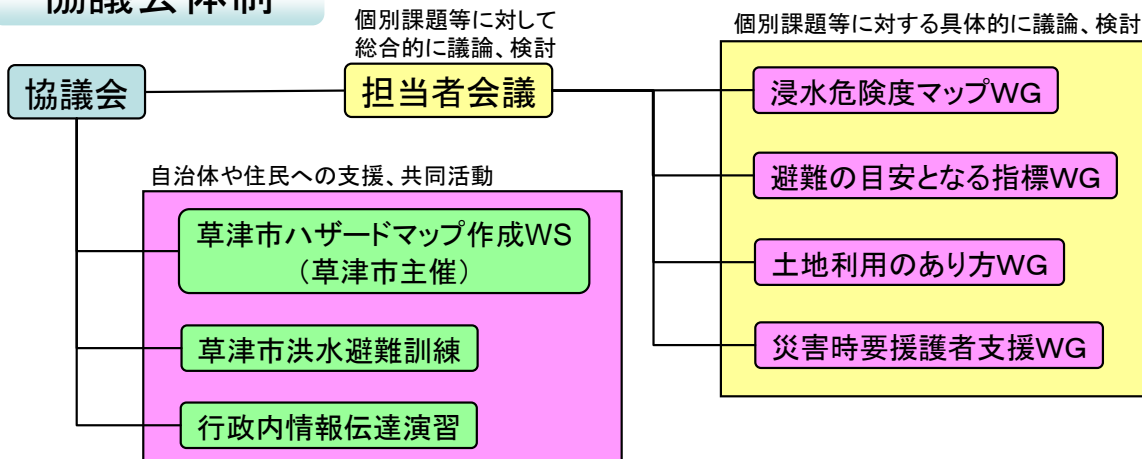 協議会体制
個別課題等に対して
総合的に議論、検討
個別課題等に対する具体的に議論、検討
協議会
担当者会議
浸水危険度マップWG
避難の目安となる指標WG
土地利用のあり方WG
災害時要援護者支援WG
自治体や住民への支援、共同活動
草津市ハザードマップ作成WS
（草津市主催）
草津市洪水避難訓練
行政内情報伝達演習